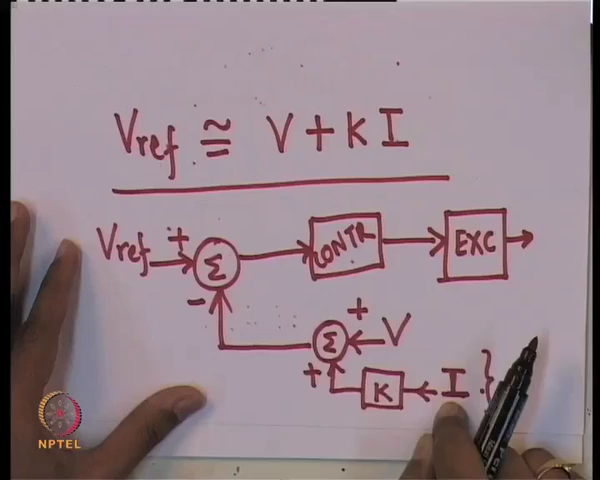 Vref ≅ V + K I
Vref + Σ CONTR EXC
-
+ Σ V
+ K I }
NPTEL